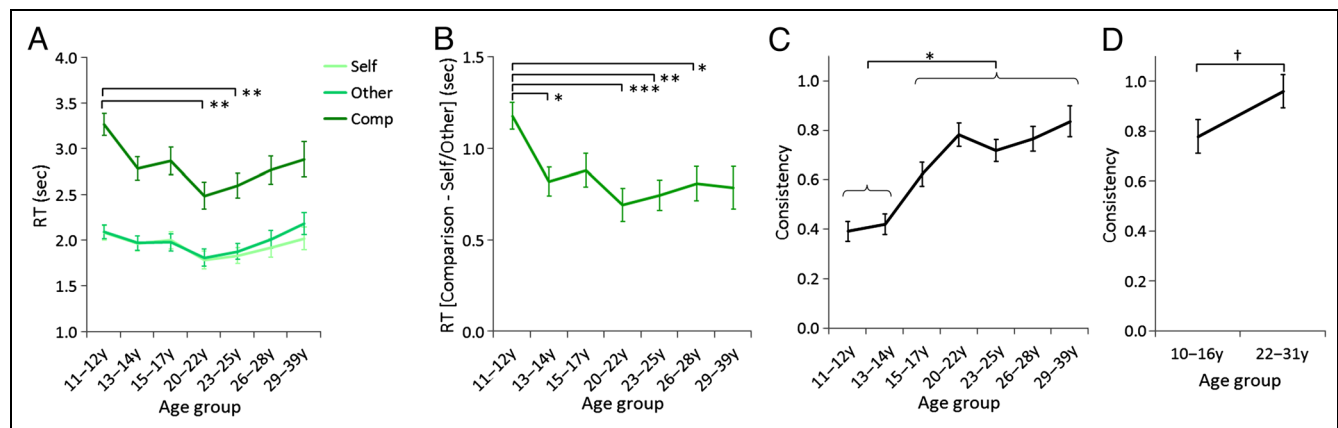 A
4.0
3.5
3.0
2.5
2.0
1.5
1.0
RT (sec)
**
**
Self
Other
Comp
11–12y
13–14y
15–17y
20–22y
23–25y
26–28y
29–39y
Age group
B
1.5
1.0
0.5
0.0
RT [Comparison - Self/Other] (sec)
*
**
***
*
11–12y
13–14y
15–17y
20–22y
23–25y
26–28y
29–39y
Age group
C
1.0
0.8
0.6
0.4
0.2
0.0
Consistency
*
11–12y
13–14y
15–17y
20–22y
23–25y
26–28y
29–39y
Age group
D
1.0
0.8
0.6
0.4
0.2
0.0
Consistency
†
10–16y
22–31y
Age group